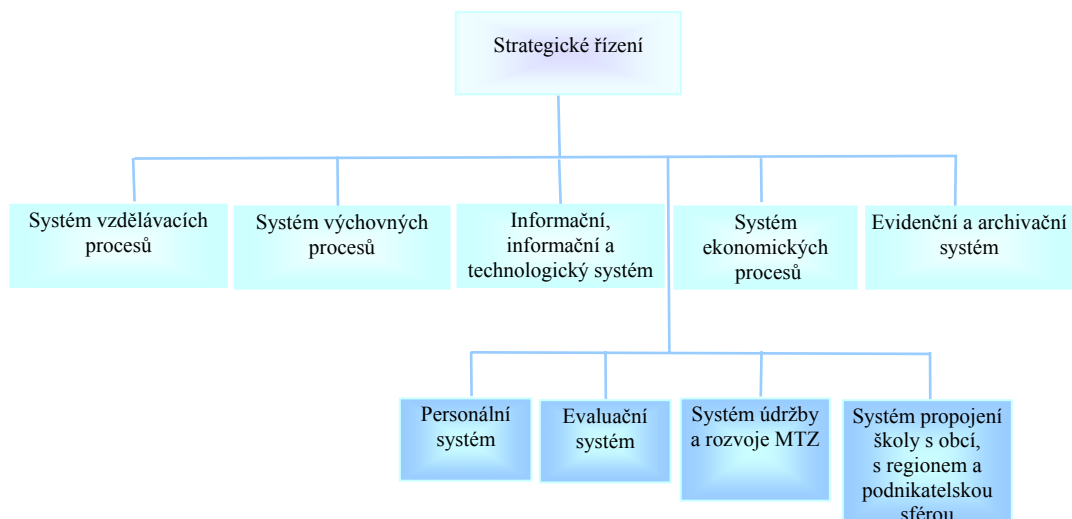 Strategické řízení
Systém vzdělávacích
procesů
Systém výchovných
procesů
Informační,
informační a
technologický systém
Systém
ekonomických
procesů
Evidenční a archivační
systém
Personální
systém
Evaluační
systém
Systém údržby
a rozvoje MTZ
Systém propojení
školy s obcí,
s regionem a
podnikatelskou
sférou